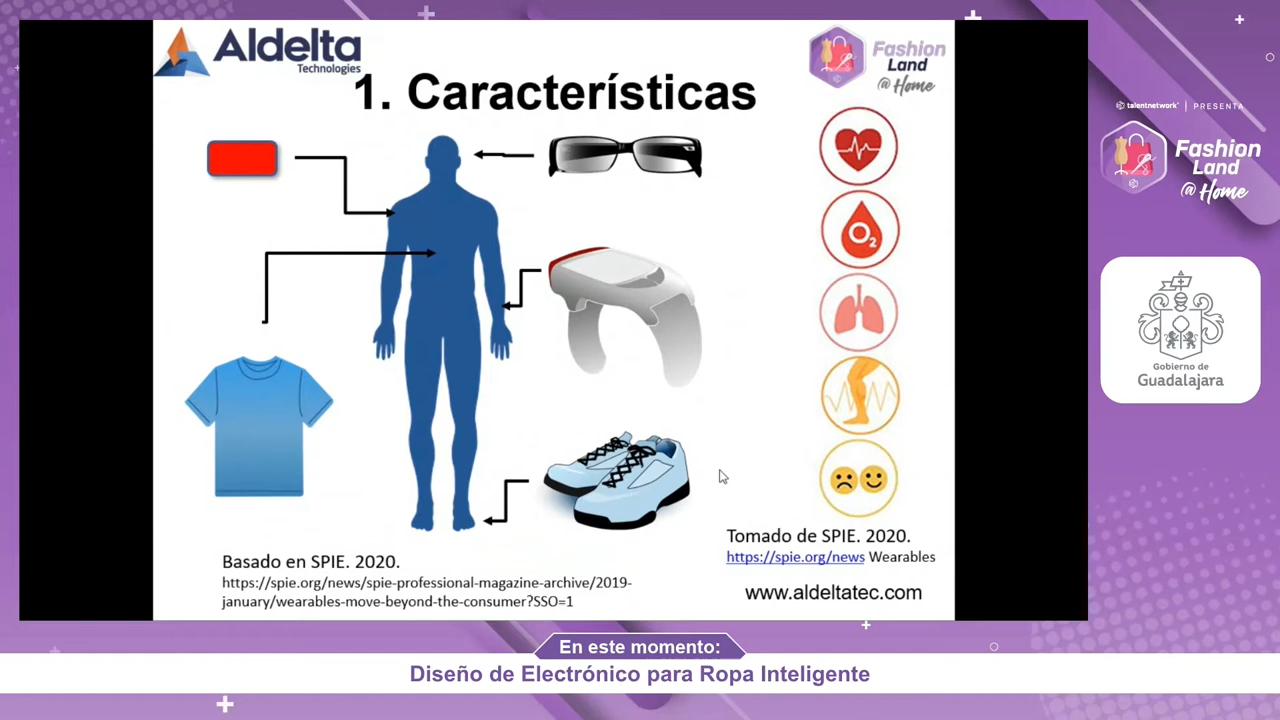 Aldelta
Technologies
Fashion
Land
@ Home
1. Características
O2
Basado en SPIE. 2020.
https://spie.org/news/spie-professional-magazine-archive/2019-
january/wearables-move-beyond-the-consumer?SSO=1
Tomado de SPIE. 2020.
https://spie.org/news Wearables
www.aldeltatec.com
talentnetwork | PRESENTA
Fashion
Land
@ Home
Gobierno de
Guadalajara
En este momento:
Diseño de Electrónico para Ropa Inteligente